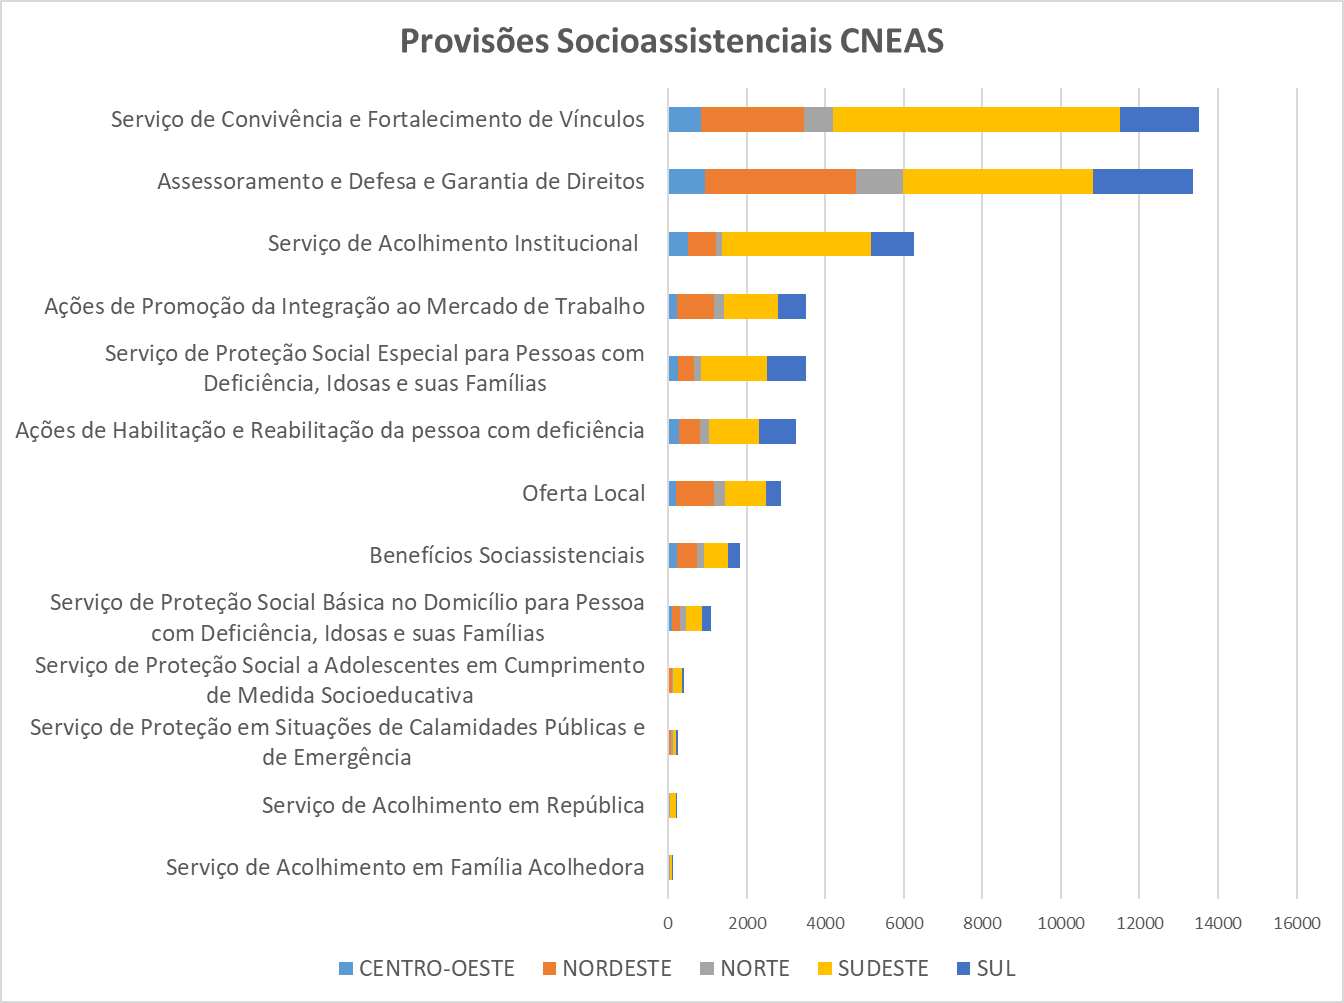 Provisões Socioassistenciais CNEAS
Serviço de Convivência e Fortalecimento de Vínculos
Assessoramento e Defesa e Garantia de Direitos
Serviço de Acolhimento Institucional
Ações de Promoção da Integração ao Mercado de Trabalho
Serviço de Proteção Social Especial para Pessoas com
Deficiência, Idosas e suas Famílias
Ações de Habilitação e Reabilitação da pessoa com deficiência
Oferta Local
Benefícios Sociassistenciais
Serviço de Proteção Social Básica no Domicílio para Pessoa
com Deficiência, Idosas e suas Famílias
Serviço de Proteção Social a Adolescentes em Cumprimento
de Medida Socioeducativa
Serviço de Proteção em Situações de Calamidades Públicas e
de Emergência
Serviço de Acolhimento em República
Serviço de Acolhimento em Família Acolhedora
0 2000 4000 6000 8000 10000 12000 14000 16000
CENTRO-OESTE NORDESTE NORTE SUDESTE SUL